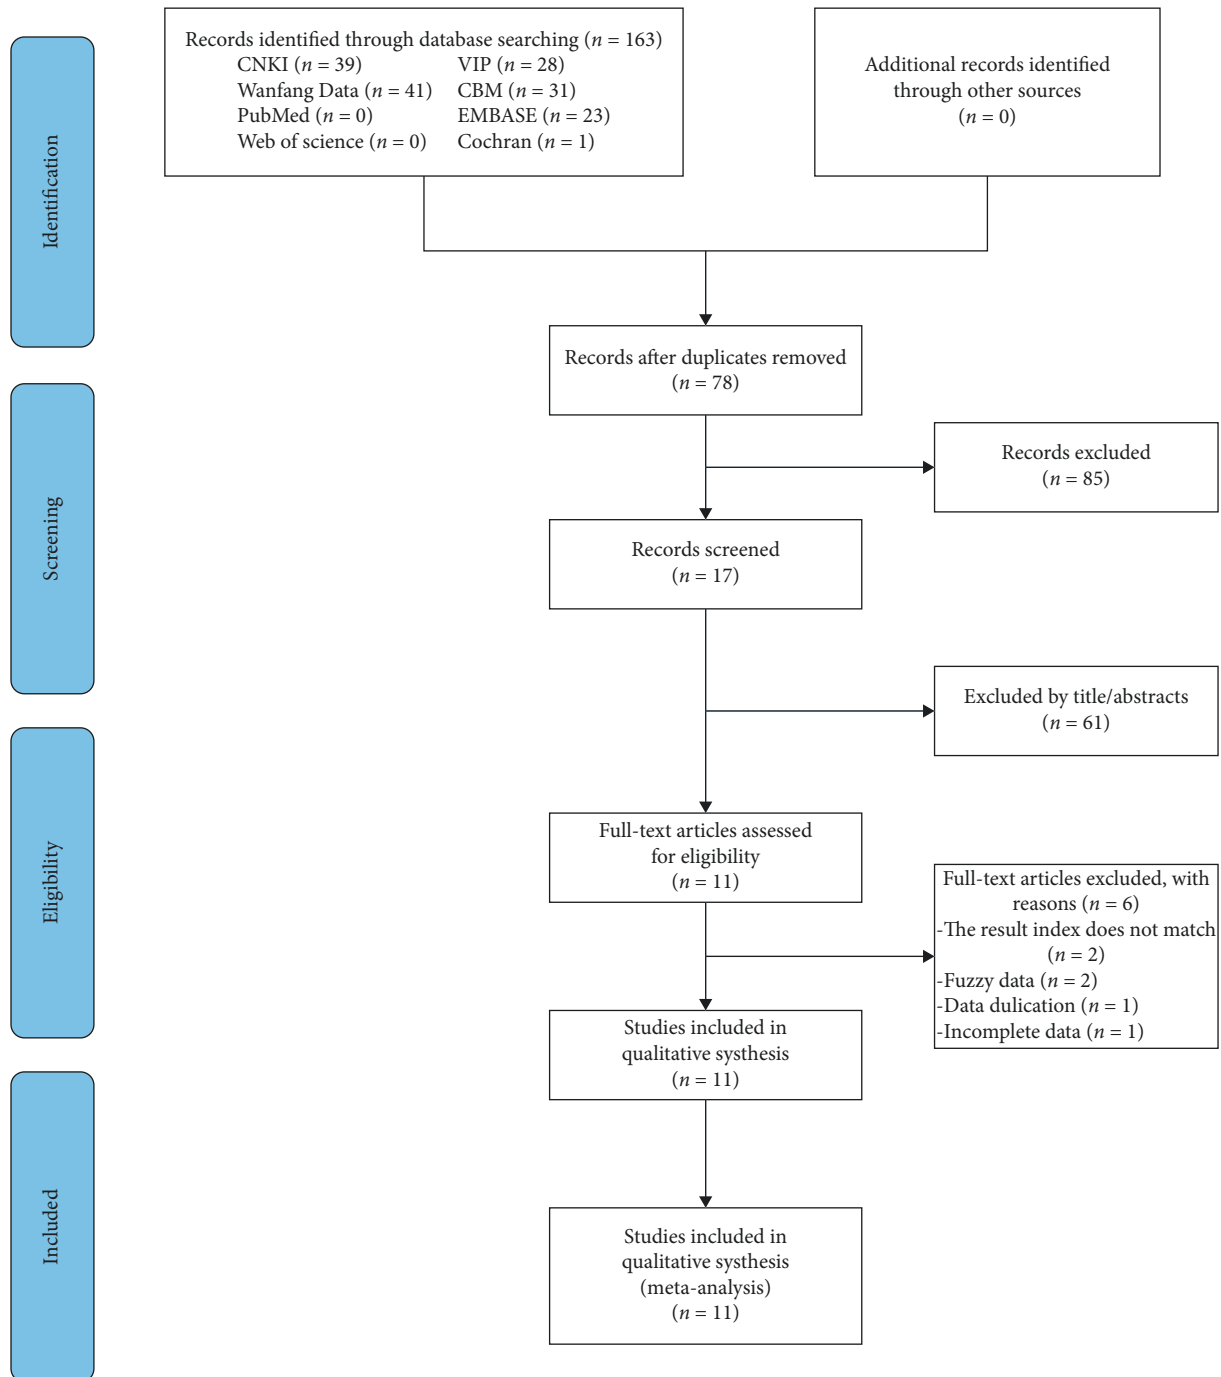 Identification
Records identified through database searching (n = 163)
CNKI (n = 39) VIP (n = 28)
Wanfang Data (n = 41) CBM (n = 31)
PubMed (n = 0) EMBASE (n = 23)
Web of science (n = 0) Cochran (n = 1)
Additional records identified
through other sources
(n = 0)
Records after duplicates removed
(n = 78)
Screening
Records excluded
(n = 85)
Records screened
(n = 17)
Excluded by title/abstracts
(n = 61)
Eligibility
Full-text articles assessed
for eligibility
(n = 11)
Full-text articles excluded, with
reasons (n = 6)
-The result index does not match
(n = 2)
-Fuzzy data (n = 2)
-Data dulication (n = 1)
-Incomplete data (n = 1)
Studies included in
qualitative systhesis
(n = 11)
Included
Studies included in
qualitative systhesis
(meta-analysis)
(n = 11)